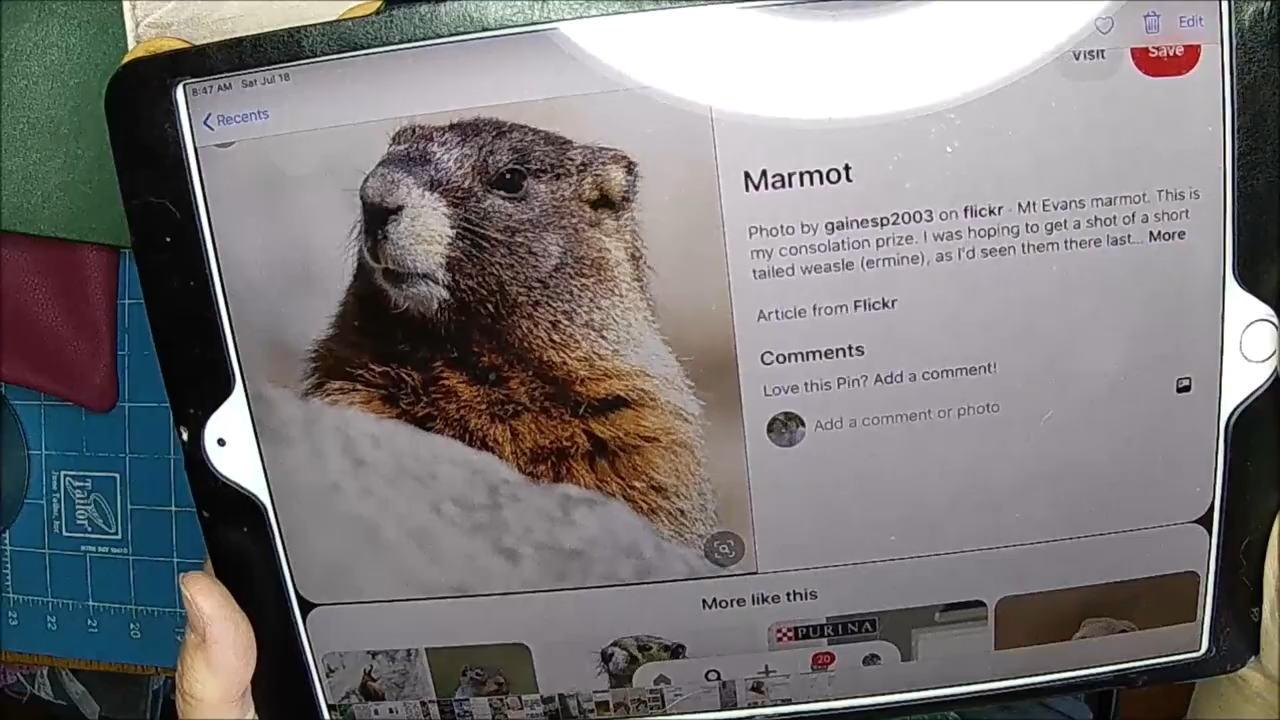 8:47 AM Sat Jul 18
Edit
Recents
VISIT
Save
Marmot
Photo by gainesp2003 on flickr - Mt Evans marmot. This is
my consolation prize. I was hoping to get a shot of a short
tailed weasle (ermine), as I'd seen them there last... More
Article from Flickr
Comments
Love this Pin? Add a comment!
Add a comment or photo
More like this
PURINA
20
Tailor
23 22 21 20